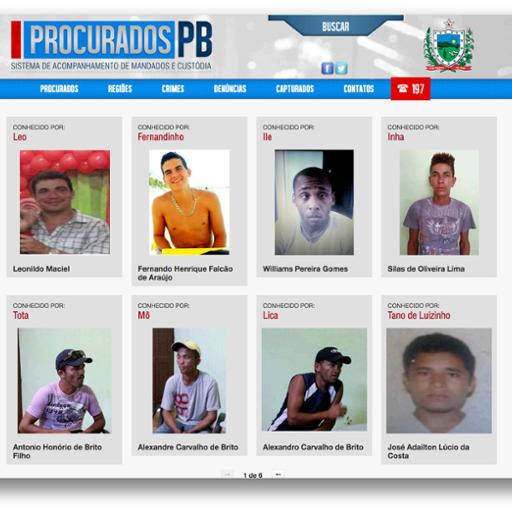 PROCURADOS PB
SISTEMA DE ACOMPANHAMENTO DE MANDADOS E CUSTÓDIA
BUSCAR
PROCURADOS REGIÕES CRIMES DENÚNCIAS CAPTURADOS CONTATOS 197
CONHECIDO POR:
Leo
Leonildo Maciel
CONHECIDO POR:
Fernandinho
Fernando Henrique Falcão
de Araújo
CONHECIDO POR:
Ile
Williams Pereira Gomes
CONHECIDO POR:
Inha
Silas de Oliveira Lima
CONHECIDO POR:
Tota
Antonio Honório de Brito
Filho
CONHECIDO POR:
Mô
Alexandre Carvalho de Brito
CONHECIDO POR:
Lica
Alexandro Carvalho de Brito
CONHECIDO POR:
Tano de Luizinho
José Adailton Lúcio da
Costa
1 de 6